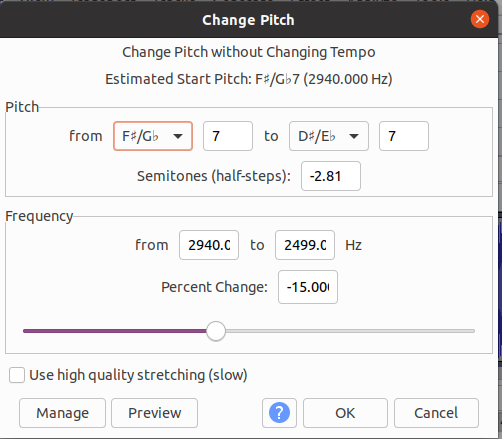 Change Pitch
Change Pitch without Changing Tempo
Estimated Start Pitch: F♯/G♭7 (2940.000 Hz)
Pitch
from F♯/G♭ 7 to D♯/E♭ 7
Semitones (half-steps): -2.81
Frequency
from 2940.0 to 2499.0 Hz
Percent Change: -15.00
Use high quality stretching (slow)
Manage Preview ? OK Cancel